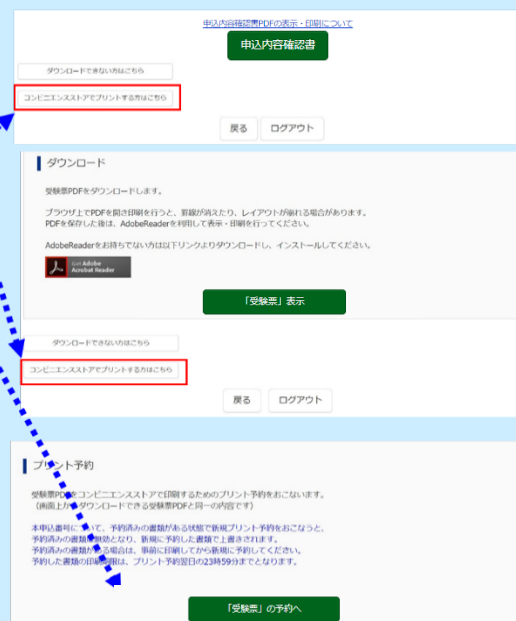 申込内容確認書PDFの表示・印刷について
申込内容確認書
ダウンロードできない方はこちら
コンビニエンスストアでプリントする方はこちら
戻る ログアウト
ダウンロード
受験票PDFをダウンロードします。
ブラウザ上でPDFを開き印刷を行うと、罫線が消えたり、レイアウトが崩れる場合があります。
PDFを保存した後は、AdobeReaderを利用して表示・印刷を行ってください。
AdobeReaderをお持ちでない方は以下リンクよりダウンロードし、インストールしてください。
Get Adobe
Acrobat Reader
「受験票」表示
ダウンロードできない方はこちら
コンビニエンスストアでプリントする方はこちら
戻る ログアウト
プリント予約
受験票PDFをコンビニエンスストアで印刷するためのプリント予約をおこないます。
(画面上からダウンロードできる受験票PDFと同一の内容です)
本申込番号について、予約済みの書類がある状態で新規プリント予約をおこなうと、
予約済みの書類は無効となり、新規に予約した書類で上書きされます。
予約済みの書類がある場合は、事前に印刷してから新規に予約してください。
予約した書類の印刷期限は、プリント予約翌日の23時59分までとなります。
「受験票」の予約へ